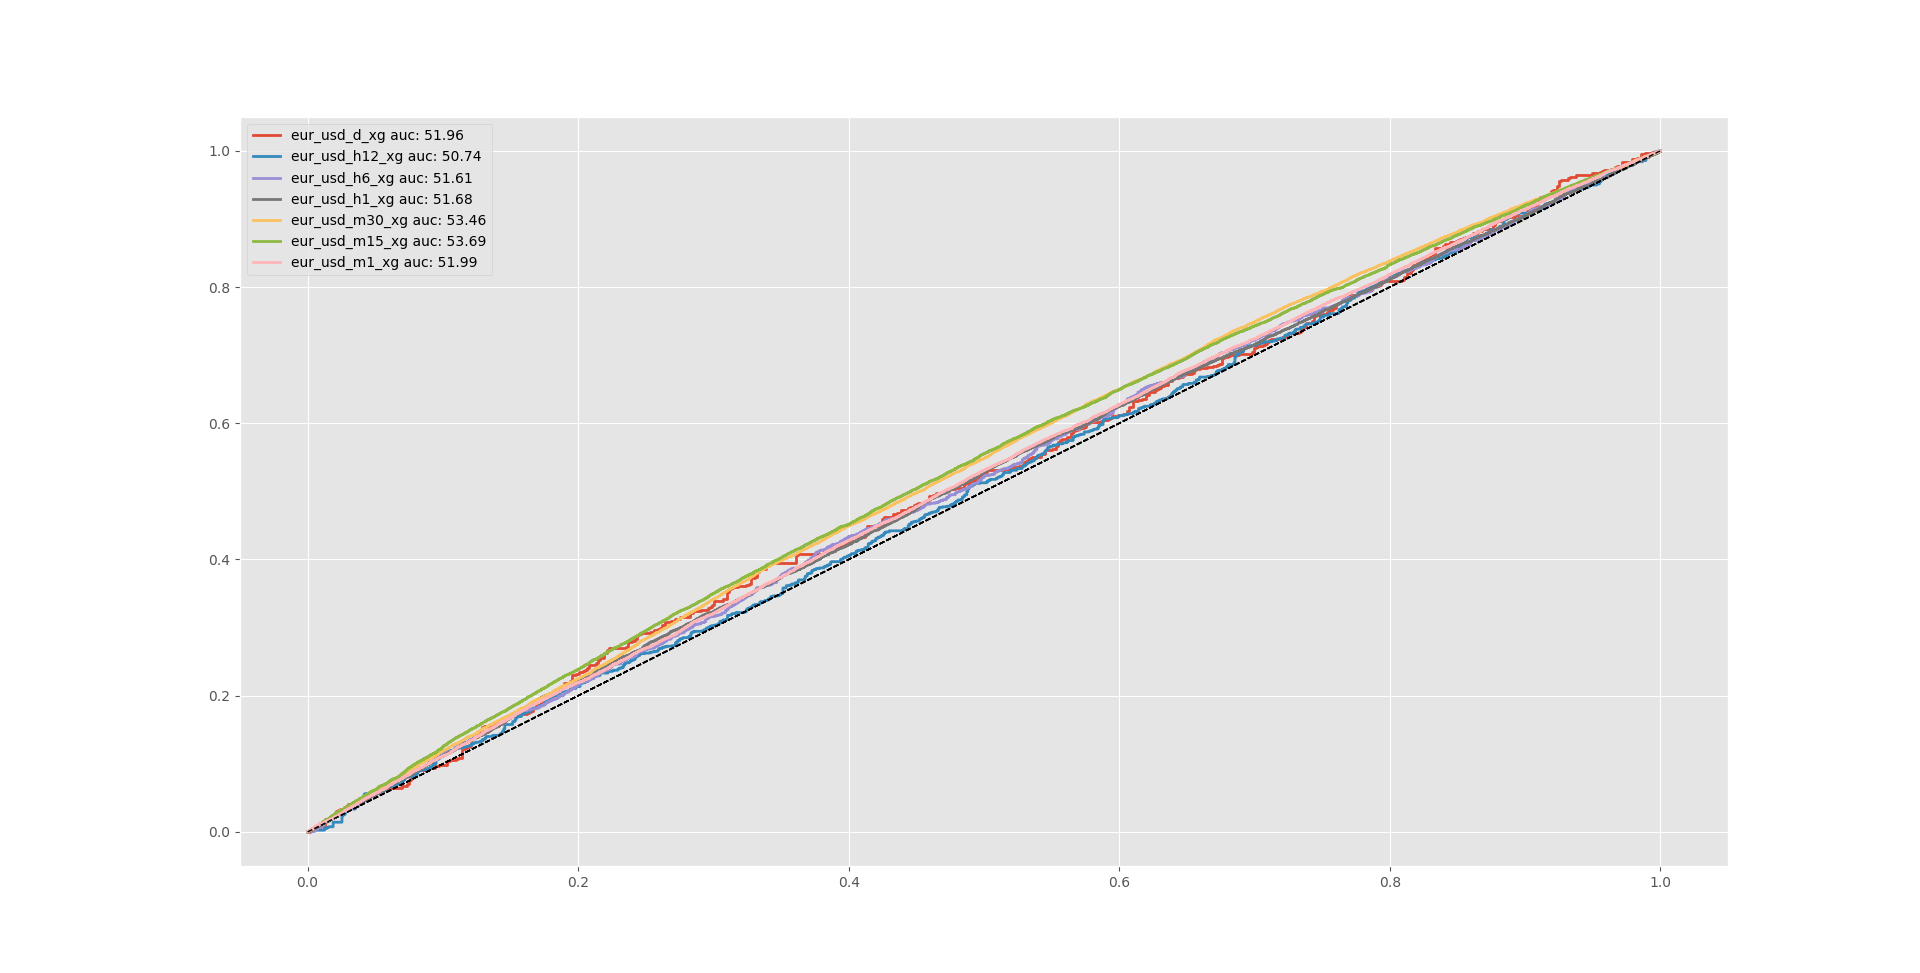 eur_usd_d_xg auc: 51.96
eur_usd_h12_xg auc: 50.74
eur_usd_h6_xg auc: 51.61
eur_usd_h1_xg auc: 51.68
eur_usd_m30_xg auc: 53.46
eur_usd_m15_xg auc: 53.69
eur_usd_m1_xg auc: 51.99
1.0
0.8
0.6
0.4
0.2
0.0
0.0 0.2 0.4 0.6 0.8 1.0